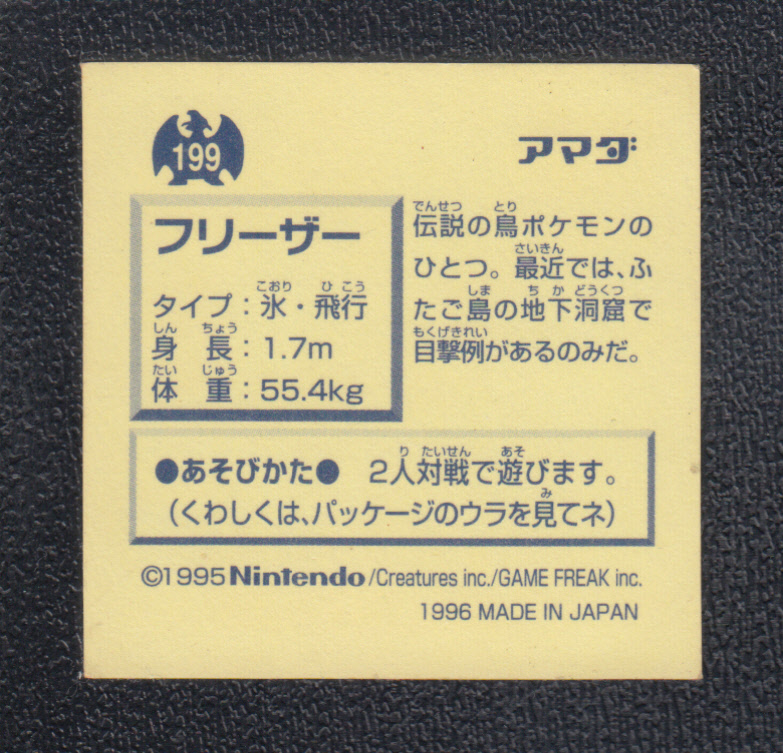 199
アマダ
フリーザー
タイプ：氷・飛行
身長：1.7m
体重：55.4kg
伝説の鳥ポケモンの
ひとつ。最近では、ふ
たご島の地下洞窟で
目撃例があるのみだ。
●あそびかた● 2人対戦で遊びます。
（くわしくは、パッケージのウラを見てネ）
©1995 Nintendo/Creatures inc./GAME FREAK inc.
1996 MADE IN JAPAN